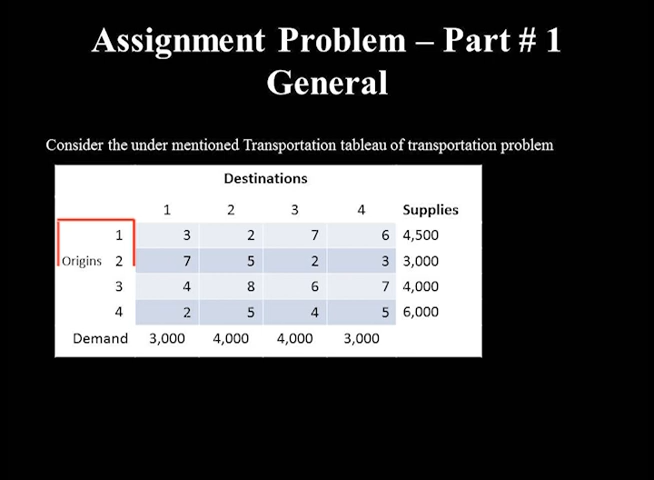 Assignment Problem – Part # 1
General
Consider the under mentioned Transportation tableau of transportation problem
Destinations
1 2 3 4 Supplies
1 3 2 7 6 4,500
Origins 2 7 5 2 3 3,000
3 4 8 6 7 4,000
4 2 5 4 5 6,000
Demand 3,000 4,000 4,000 3,000